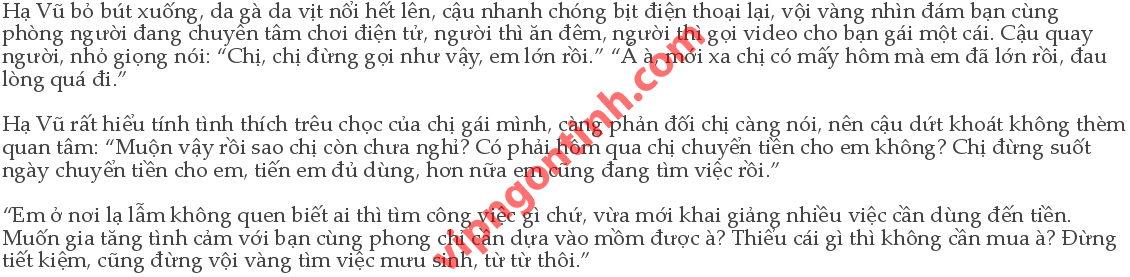 Hạ Vũ bỏ bút xuống, da gà da vịt nổi hết lên, cậu nhanh chóng bịt điện thoại lại, vội vàng nhìn đám bạn cùng
phòng người đang chuyên tâm chơi điện tử, người thì ăn đêm, người thì gọi video cho bạn gái một cái. Cậu quay
người, nhỏ giọng nói: “Chị, chị đừng gọi như vậy, em lớn rồi.” “Á à, mới xa chị có mấy hôm mà em đã lớn rồi, đau
lòng quá đi.”
Hạ Vũ rất hiểu tính tình thích trêu chọc của chị gái mình, càng phản đối chị càng nói, nên cậu dứt khoát không thèm
quan tâm: “Muộn vậy rồi sao chị còn chưa nghỉ? Có phải hôm qua chị chuyển tiền cho em không? Chị đừng suốt
ngày chuyển tiền cho em, tiến em đủ dùng, hơn nữa em cũng đang tìm việc rồi.”
“Em ở nơi lạ lẫm không quen biết ai thì tìm công việc gì chứ, vừa mới khai giảng nhiều việc cần dùng đến tiền.
Muốn gia tăng tình cảm với bạn cùng phong chỉ cần dựa vào mồm được à? Thiếu cái gì thì không cần mua à? Đừng
tiết kiệm, cũng đừng vội vàng tìm việc mưu sinh, từ từ thôi.”
vipngontinh.com